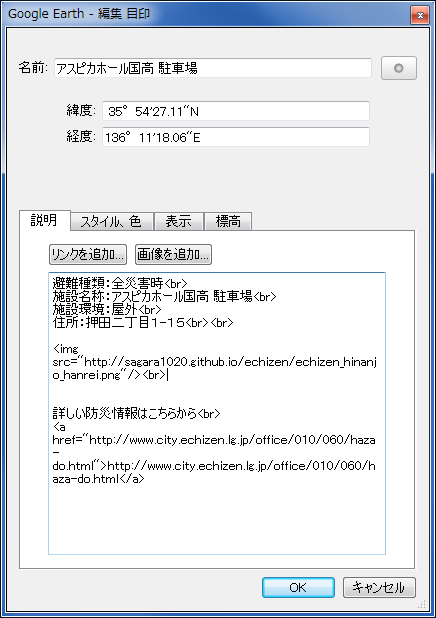 Google Earth - 編集 目印
名前: アスピカホール国高 駐車場
緯度: 35° 54'27.11"N
経度: 136° 11'18.06"E
説明 スタイル、色 表示 標高
リンクを追加... 画像を追加...
避難種類:全災害時<br>
施設名称:アスピカホール国高 駐車場<br>
施設環境:屋外<br>
住所:押田二丁目1-15<br><br>
<img
src="http://sagara1020.github.io/echizen/echizen_hinanj
o_hanrei.png"/><br>
詳しい防災情報はこちらから<br>
<a
href="http://www.city.echizen.lg.jp/office/010/060/haza
-
do.html">http://www.city.echizen.lg.jp/office/010/060/h
aza-do.html</a>
OK キャンセル